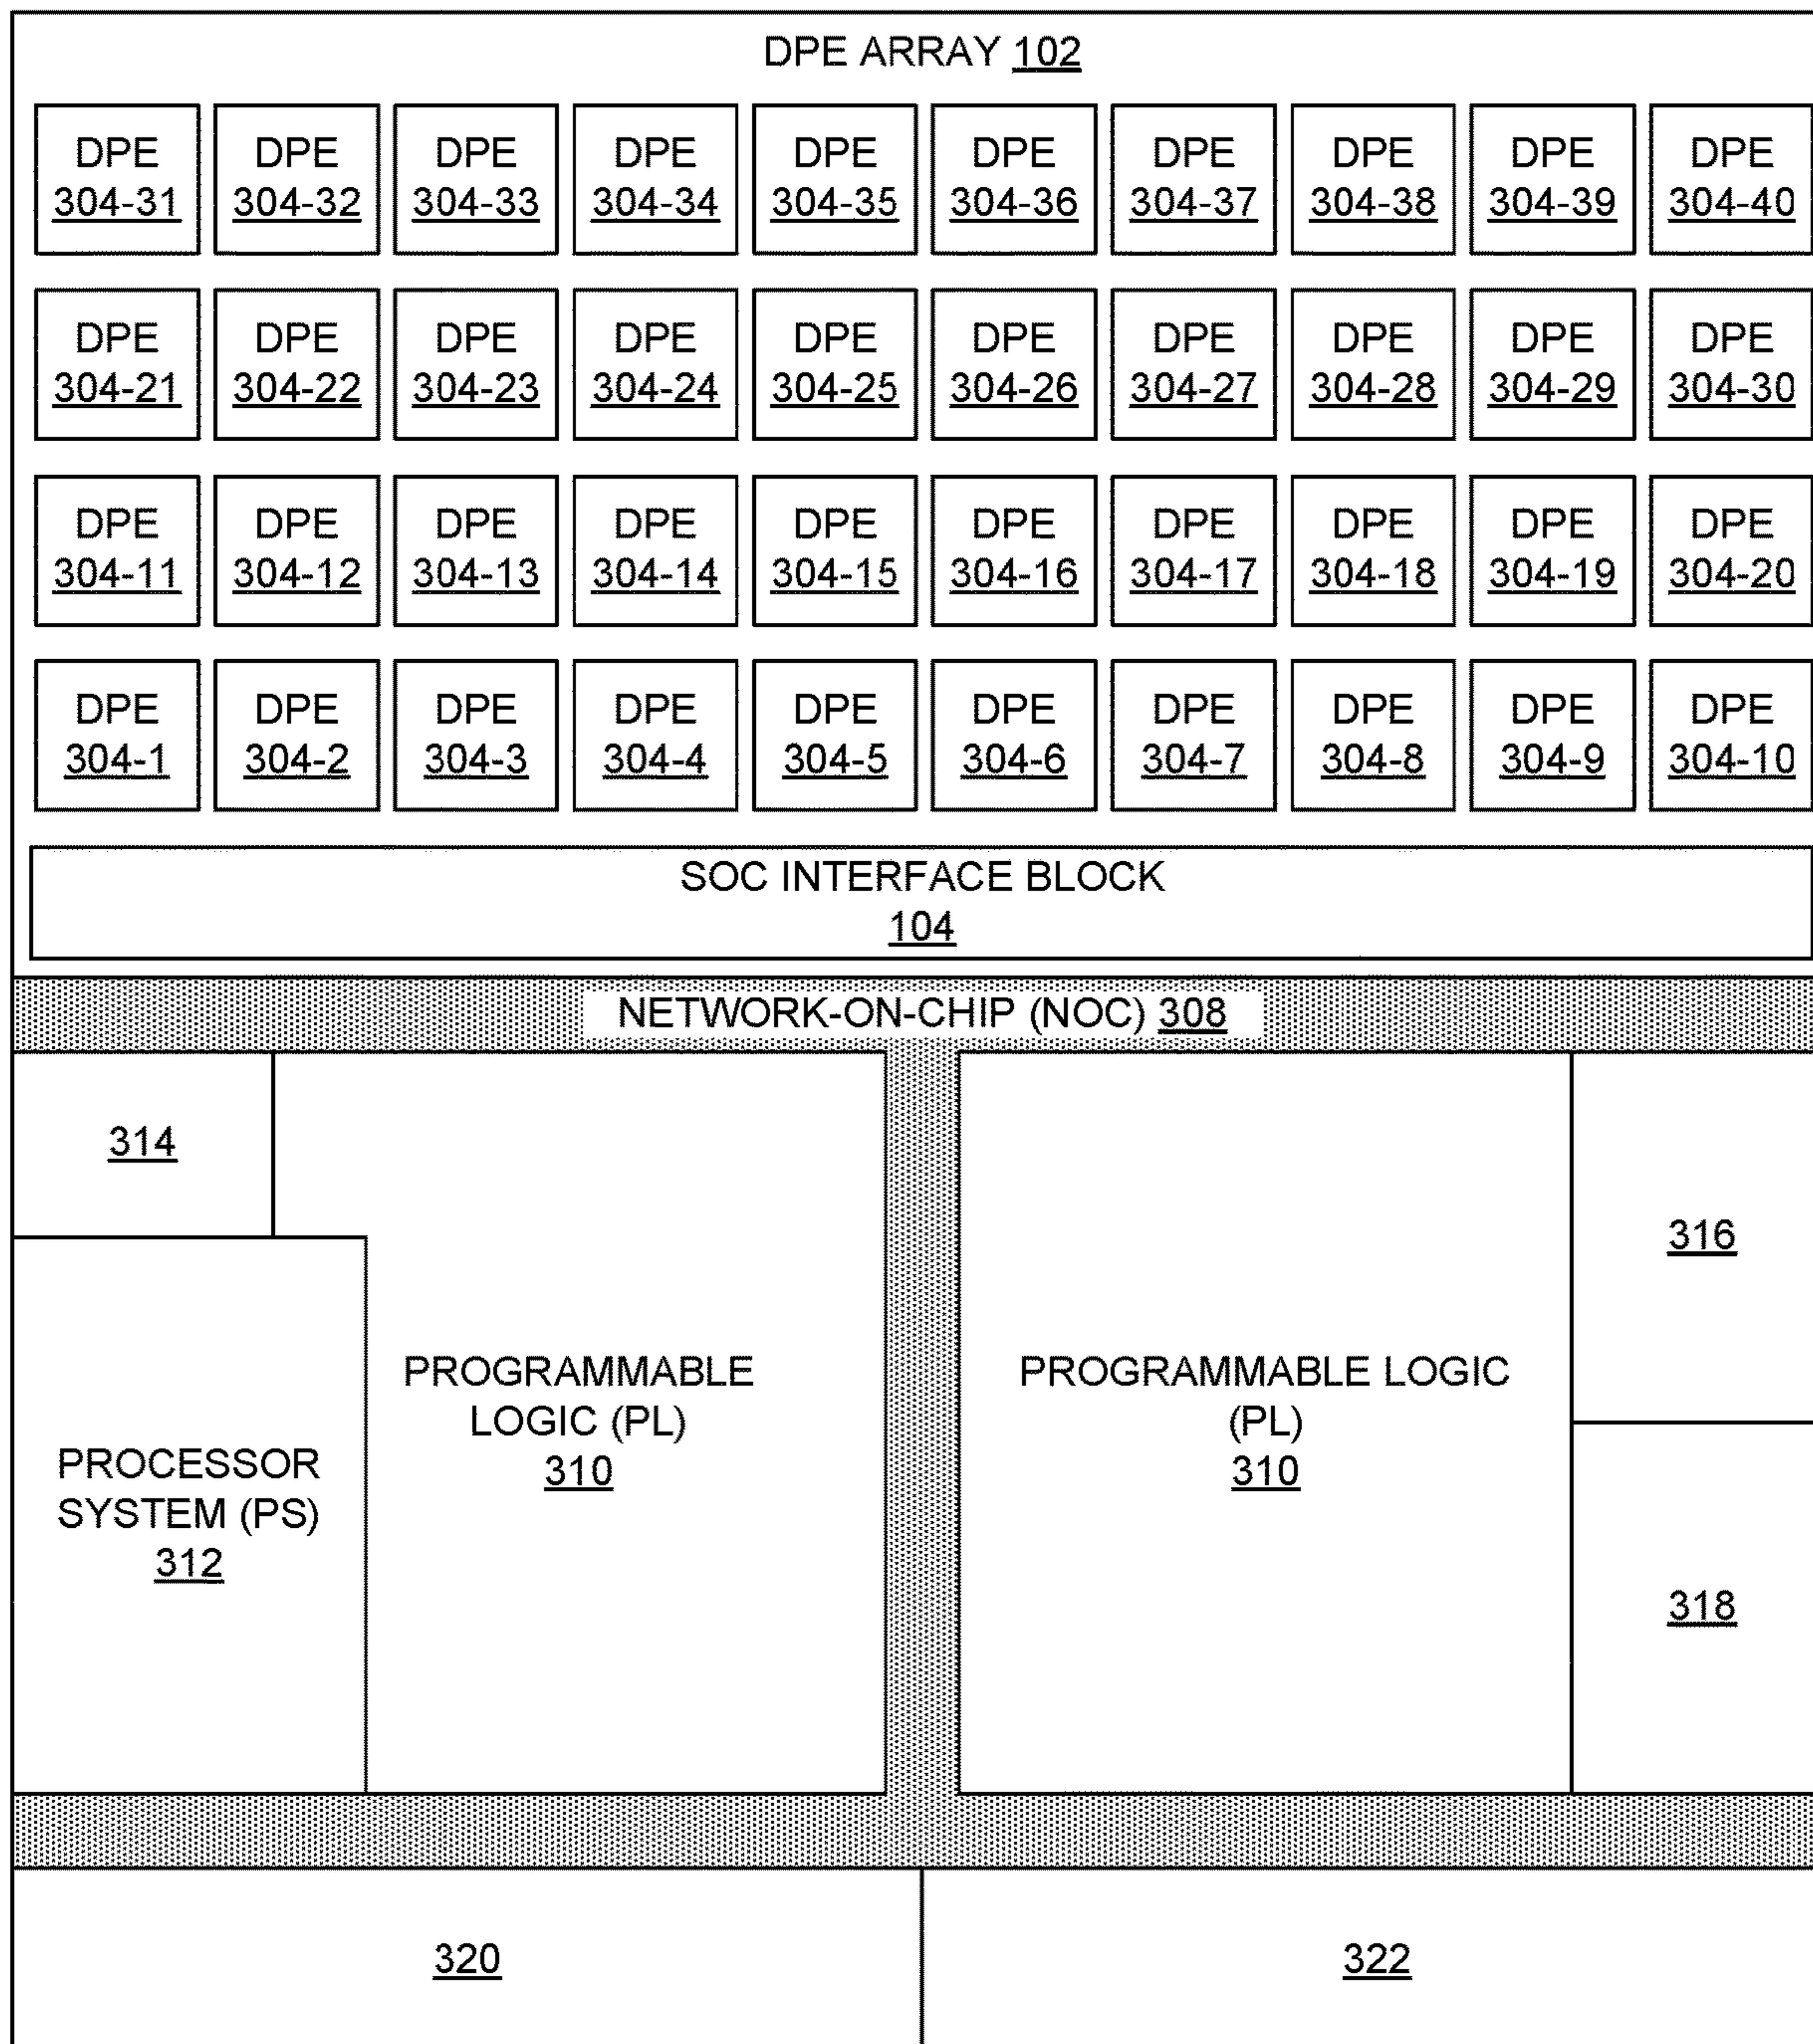 DPE ARRAY 102
DPE DPE DPE DPE DPE DPE DPE DPE DPE DPE
304-31 304-32 304-33 304-34 304-35 304-36 304-37 304-38 304-39 304-40
DPE DPE DPE DPE DPE DPE DPE DPE DPE DPE
304-21 304-22 304-23 304-24 304-25 304-26 304-27 304-28 304-29 304-30
DPE DPE DPE DPE DPE DPE DPE DPE DPE DPE
304-11 304-12 304-13 304-14 304-15 304-16 304-17 304-18 304-19 304-20
DPE DPE DPE DPE DPE DPE DPE DPE DPE DPE
304-1 304-2 304-3 304-4 304-5 304-6 304-7 304-8 304-9 304-10
SOC INTERFACE BLOCK
104
NETWORK-ON-CHIP (NOC) 308
314
PROCESSOR
SYSTEM (PS)
312
PROGRAMMABLE
LOGIC (PL)
310
PROGRAMMABLE LOGIC
(PL)
310
316
318
320
322